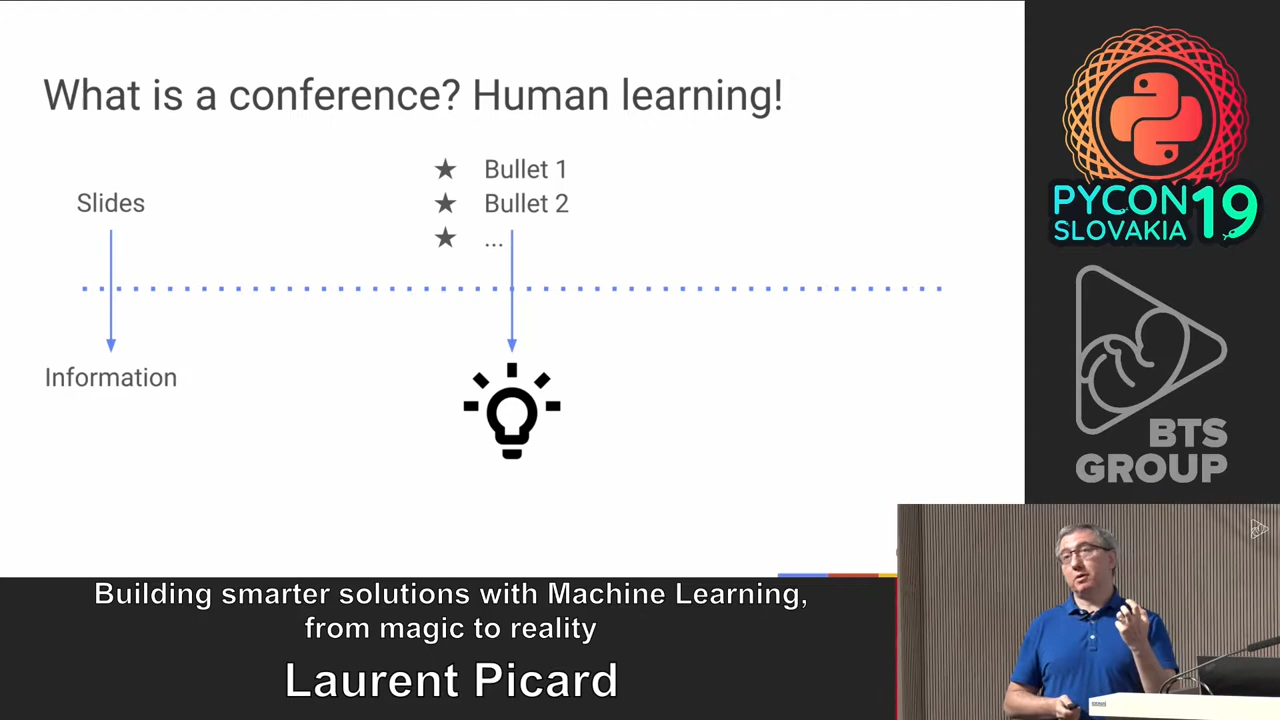 What is a conference? Human learning!
★ Bullet 1
Slides
★ Bullet 2
★ ...
Information
PYCON 19
SLOVAKIA
BTS
GROUP
Building smarter solutions with Machine Learning,
from magic to reality
Laurent Picard